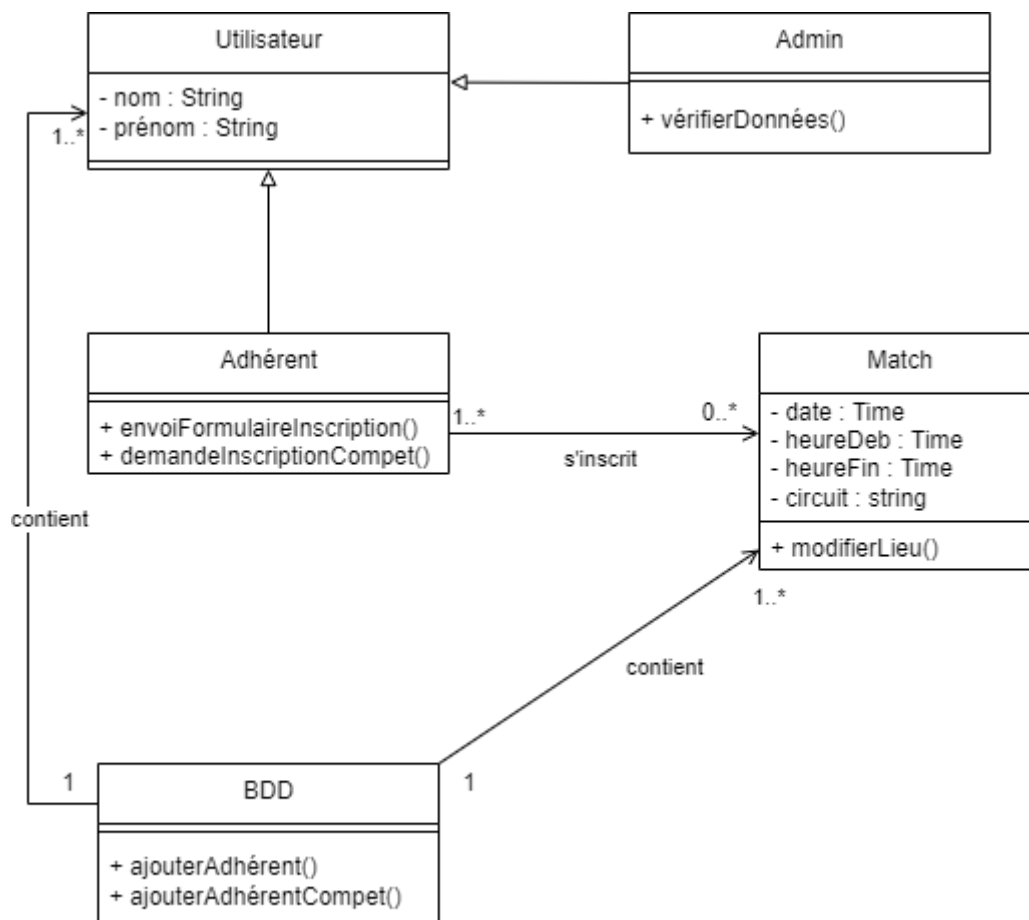 Utilisateur
- nom : String
- prénom : String
Admin
+ vérifierDonnées()
1..*
Adhérent
+ envoiFormulaireInscription()
+ demandeInscriptionCompet()
1..*
0..*
s'inscrit
Match
- date : Time
- heureDeb : Time
- heureFin : Time
- circuit : string
+ modifierLieu()
1..*
contient
contient
1
1
BDD
+ ajouterAdhérent()
+ ajouterAdhérentCompet()